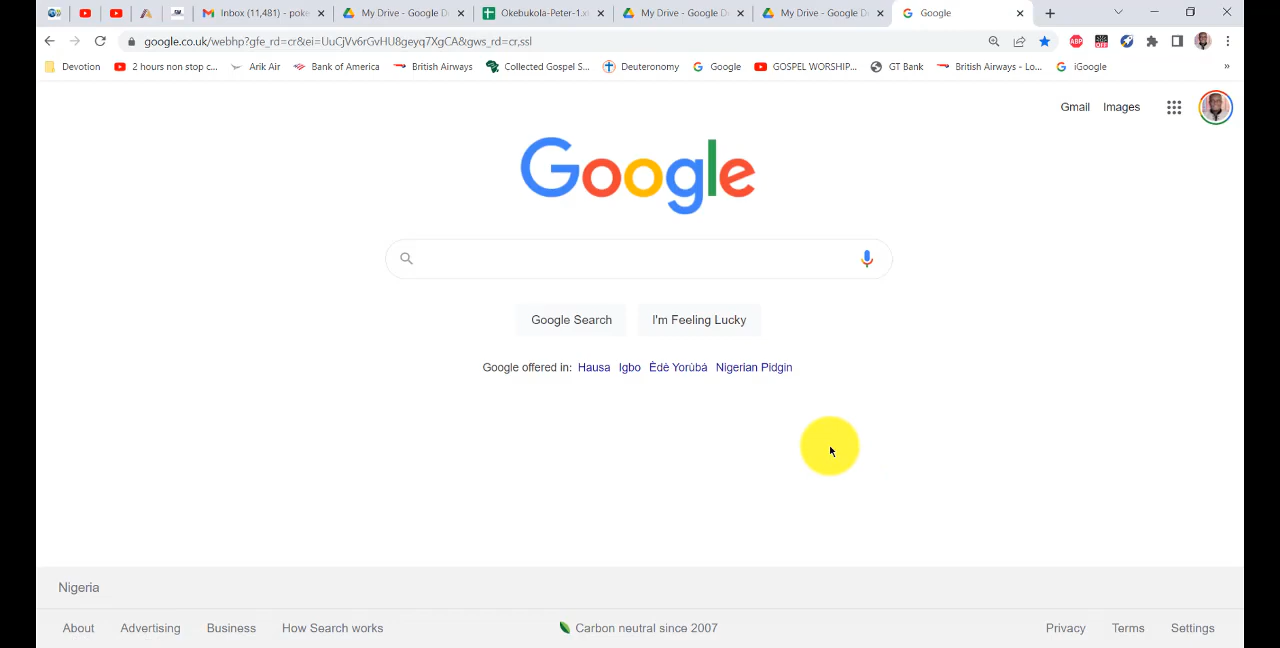 Inbox (11,481) - poke
My Drive - Google D
Okebukola-Peter-1.x
My Drive - Google D
My Drive - Google D
Google
google.co.uk/webhp?gfe_rd=cr&ei=UuCjVv6rGvHU8geyq7XgCA&gws_rd=cr,ssl
ABP
OFF
Devotion
2 hours non stop c...
Arik Air
Bank of America
British Airways
Collected Gospel S...
Deuteronomy
Google
GOSPEL WORSHIP...
GT Bank
British Airways - Lo...
iGoogle
»
Gmail Images
Google
Google Search
I'm Feeling Lucky
Google offered in: Hausa Igbo Èdè Yorùbá Nigerian Pidgin
Nigeria
About Advertising Business How Search works
Carbon neutral since 2007
Privacy Terms Settings